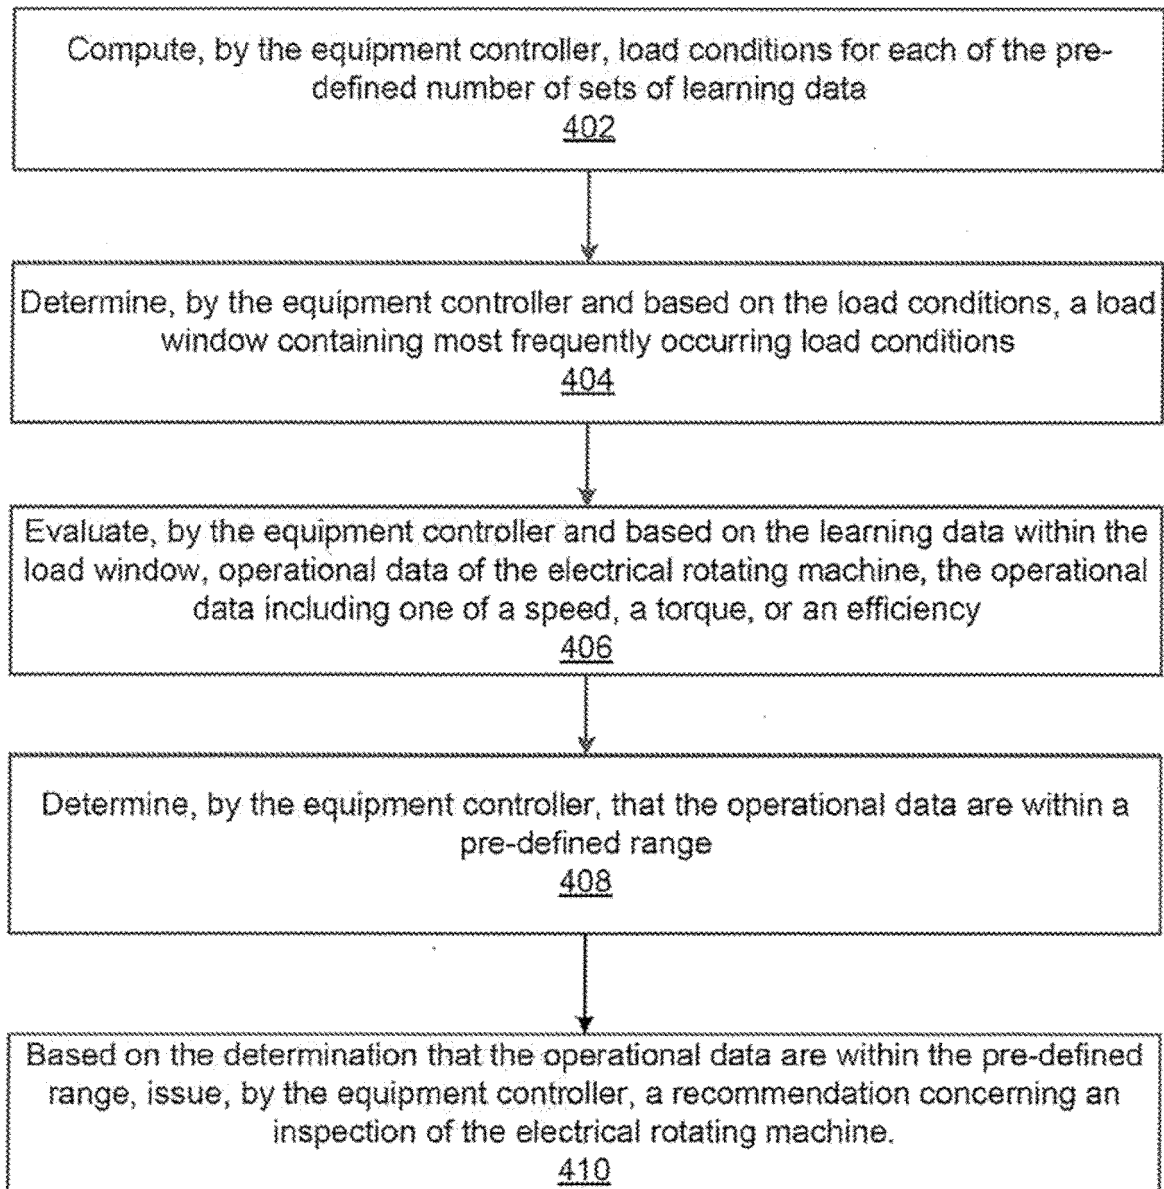 Compute, by the equipment controller, load conditions for each of the pre-
defined number of sets of learning data
402
Determine, by the equipment controller and based on the load conditions, a load
window containing most frequently occurring load conditions
404
Evaluate, by the equipment controller and based on the learning data within the
load window, operational data of the electrical rotating machine, the operational
data including one of a speed, a torque, or an efficiency
406
Determine, by the equipment controller, that the operational data are within a
pre-defined range
408
Based on the determination that the operational data are within the pre-defined
range, issue, by the equipment controller, a recommendation concerning an
inspection of the electrical rotating machine.
410